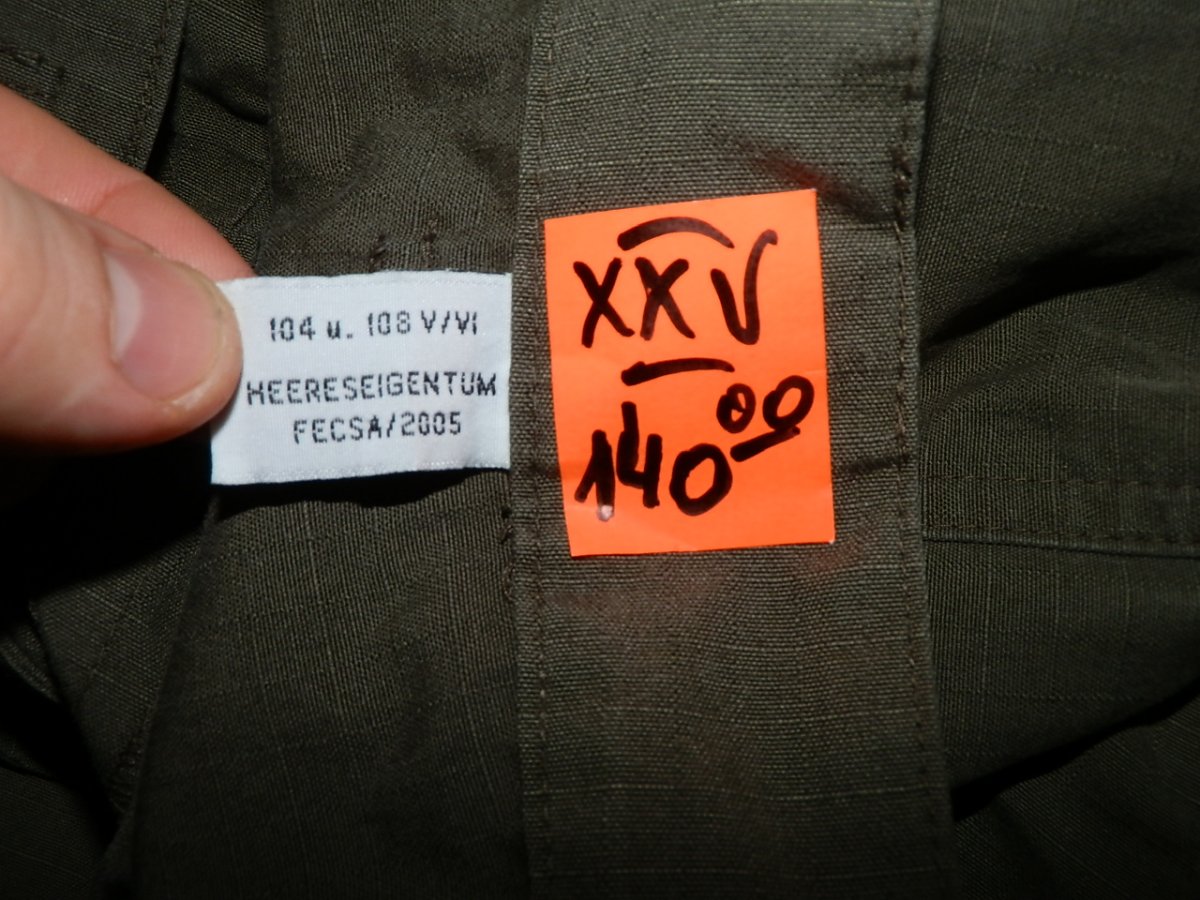 104 u. 108 V/VI
HEERESEIGENTUM
FECSA/2005
XXV
140⁰⁰